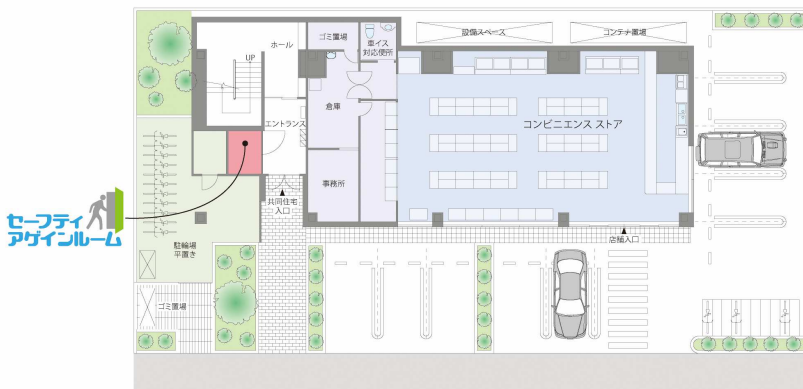 ホール
ゴミ置場
車イス
対応便所
設備スペース
コンテナ置場
UP
倉庫
エントランス
コンビニエンス ストア
事務所
共同住宅
入口
セーフティ
アゲインルーム
駐輪場
平置き
店舗入口
ゴミ置場